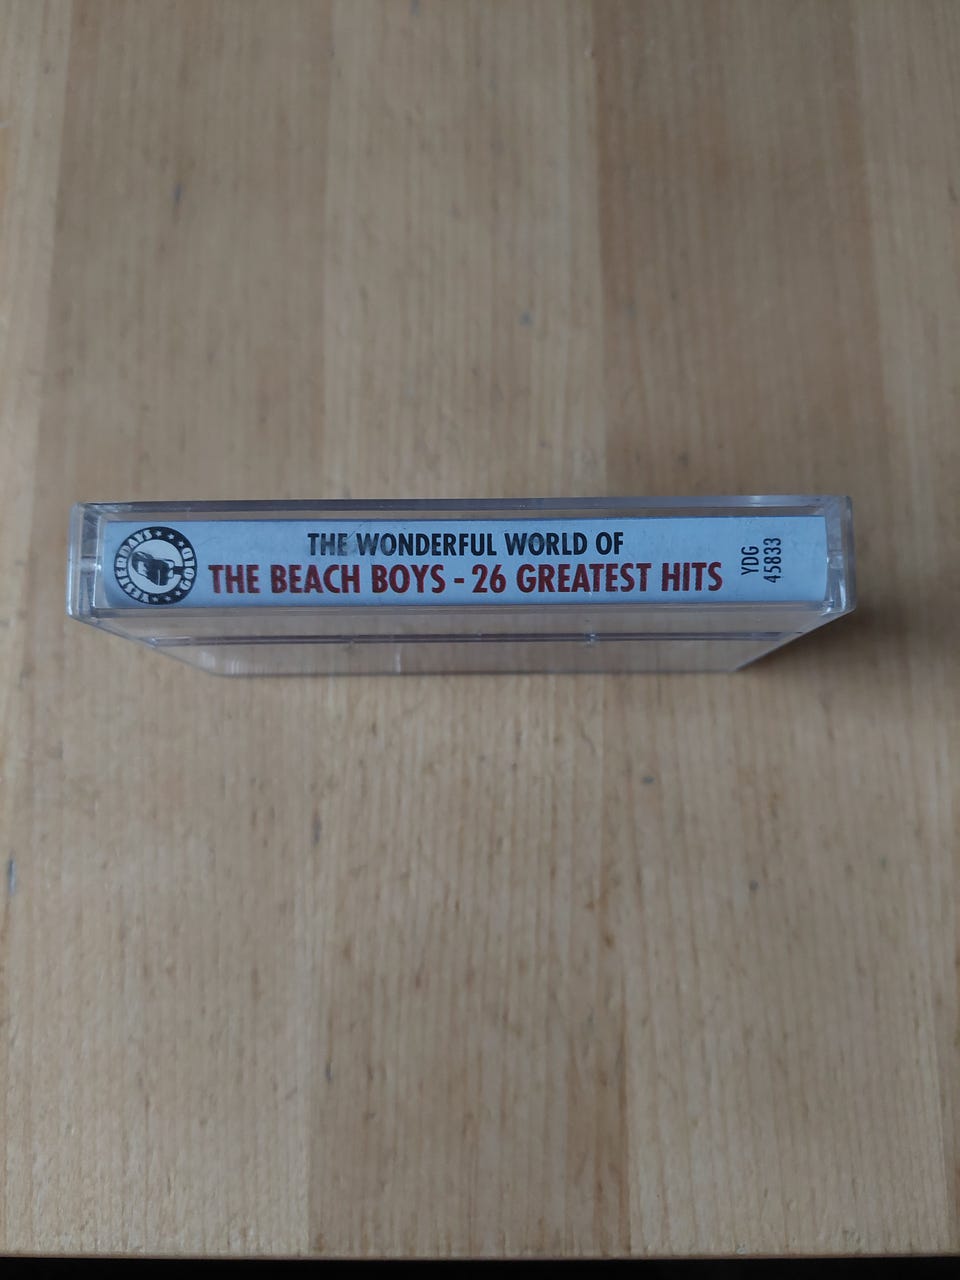 YESTERDAYS GOLD
THE WONDERFUL WORLD OF
THE BEACH BOYS - 26 GREATEST HITS
YDG
45833